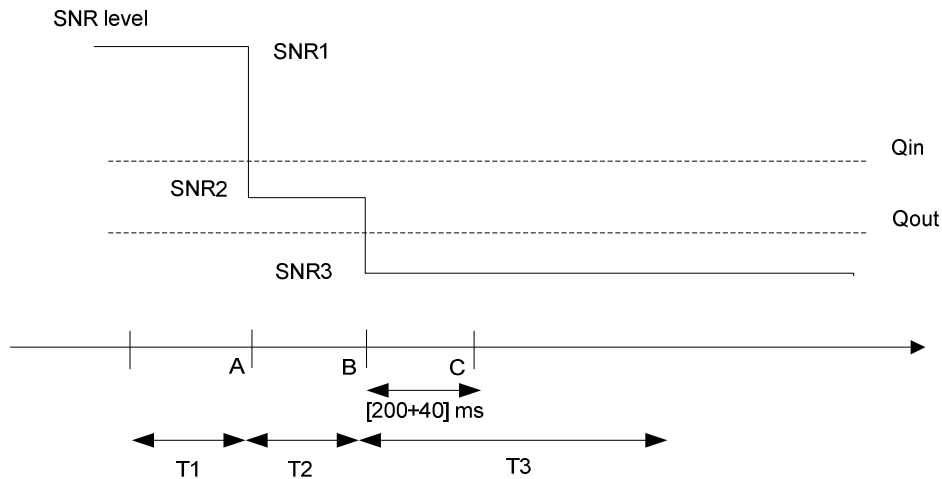 SNR level
SNR1
Qin
SNR2
Qout
SNR3
A
B
C
[200+40] ms
T1
T2
T3